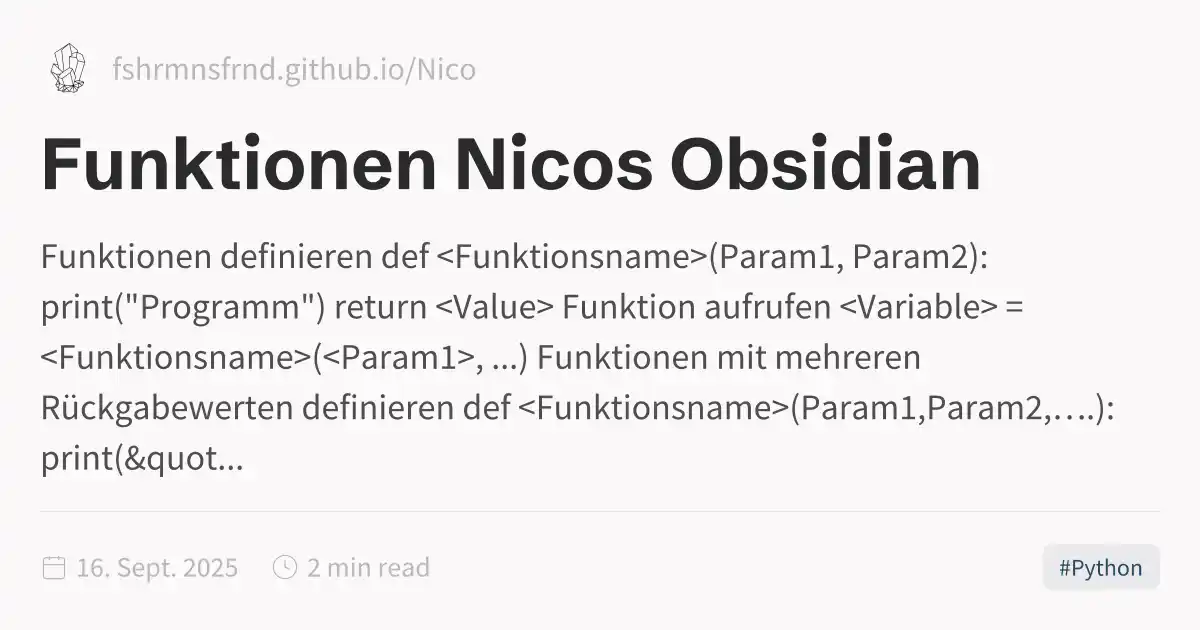 fshrmnsfrnd.github.io/Nico
Funktionen Nicos Obsidian
Funktionen definieren def <Funktionsname>(Param1, Param2):
print("Programm") return <Value> Funktion aufrufen <Variable> =
<Funktionsname>(<Param1>, ...) Funktionen mit mehreren
Rückgabewerten definieren def <Funktionsname>(Param1,Param2,….):
print(&quot...
16. Sept. 2025 2 min read #Python